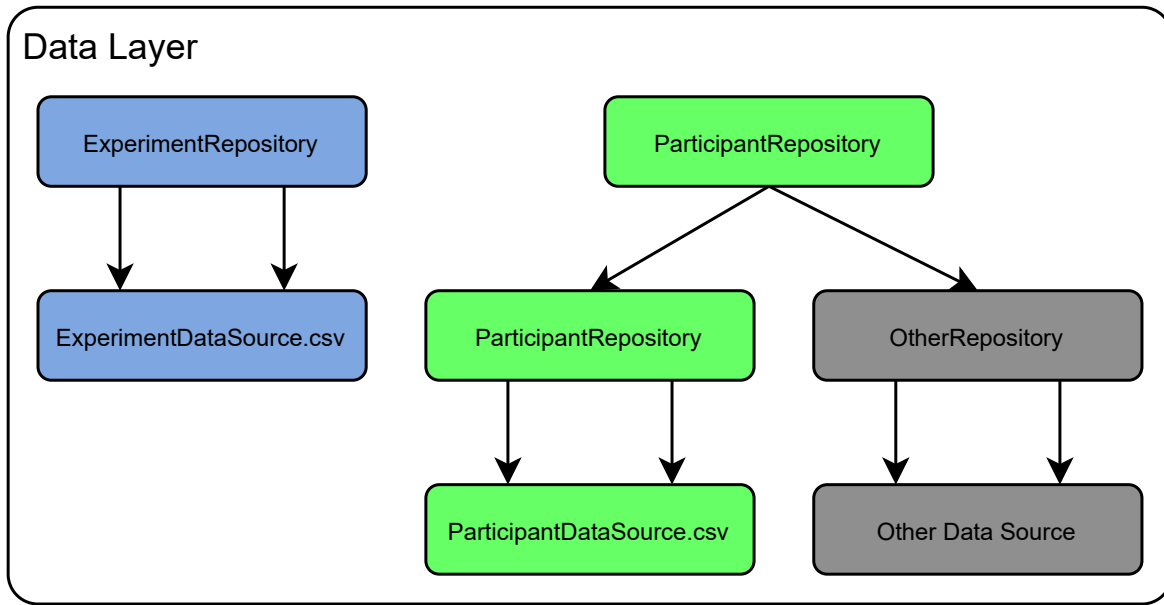 Data Layer
ExperimentRepository
ParticipantRepository
ExperimentDataSource.csv
ParticipantRepository
OtherRepository
ParticipantDataSource.csv
Other Data Source